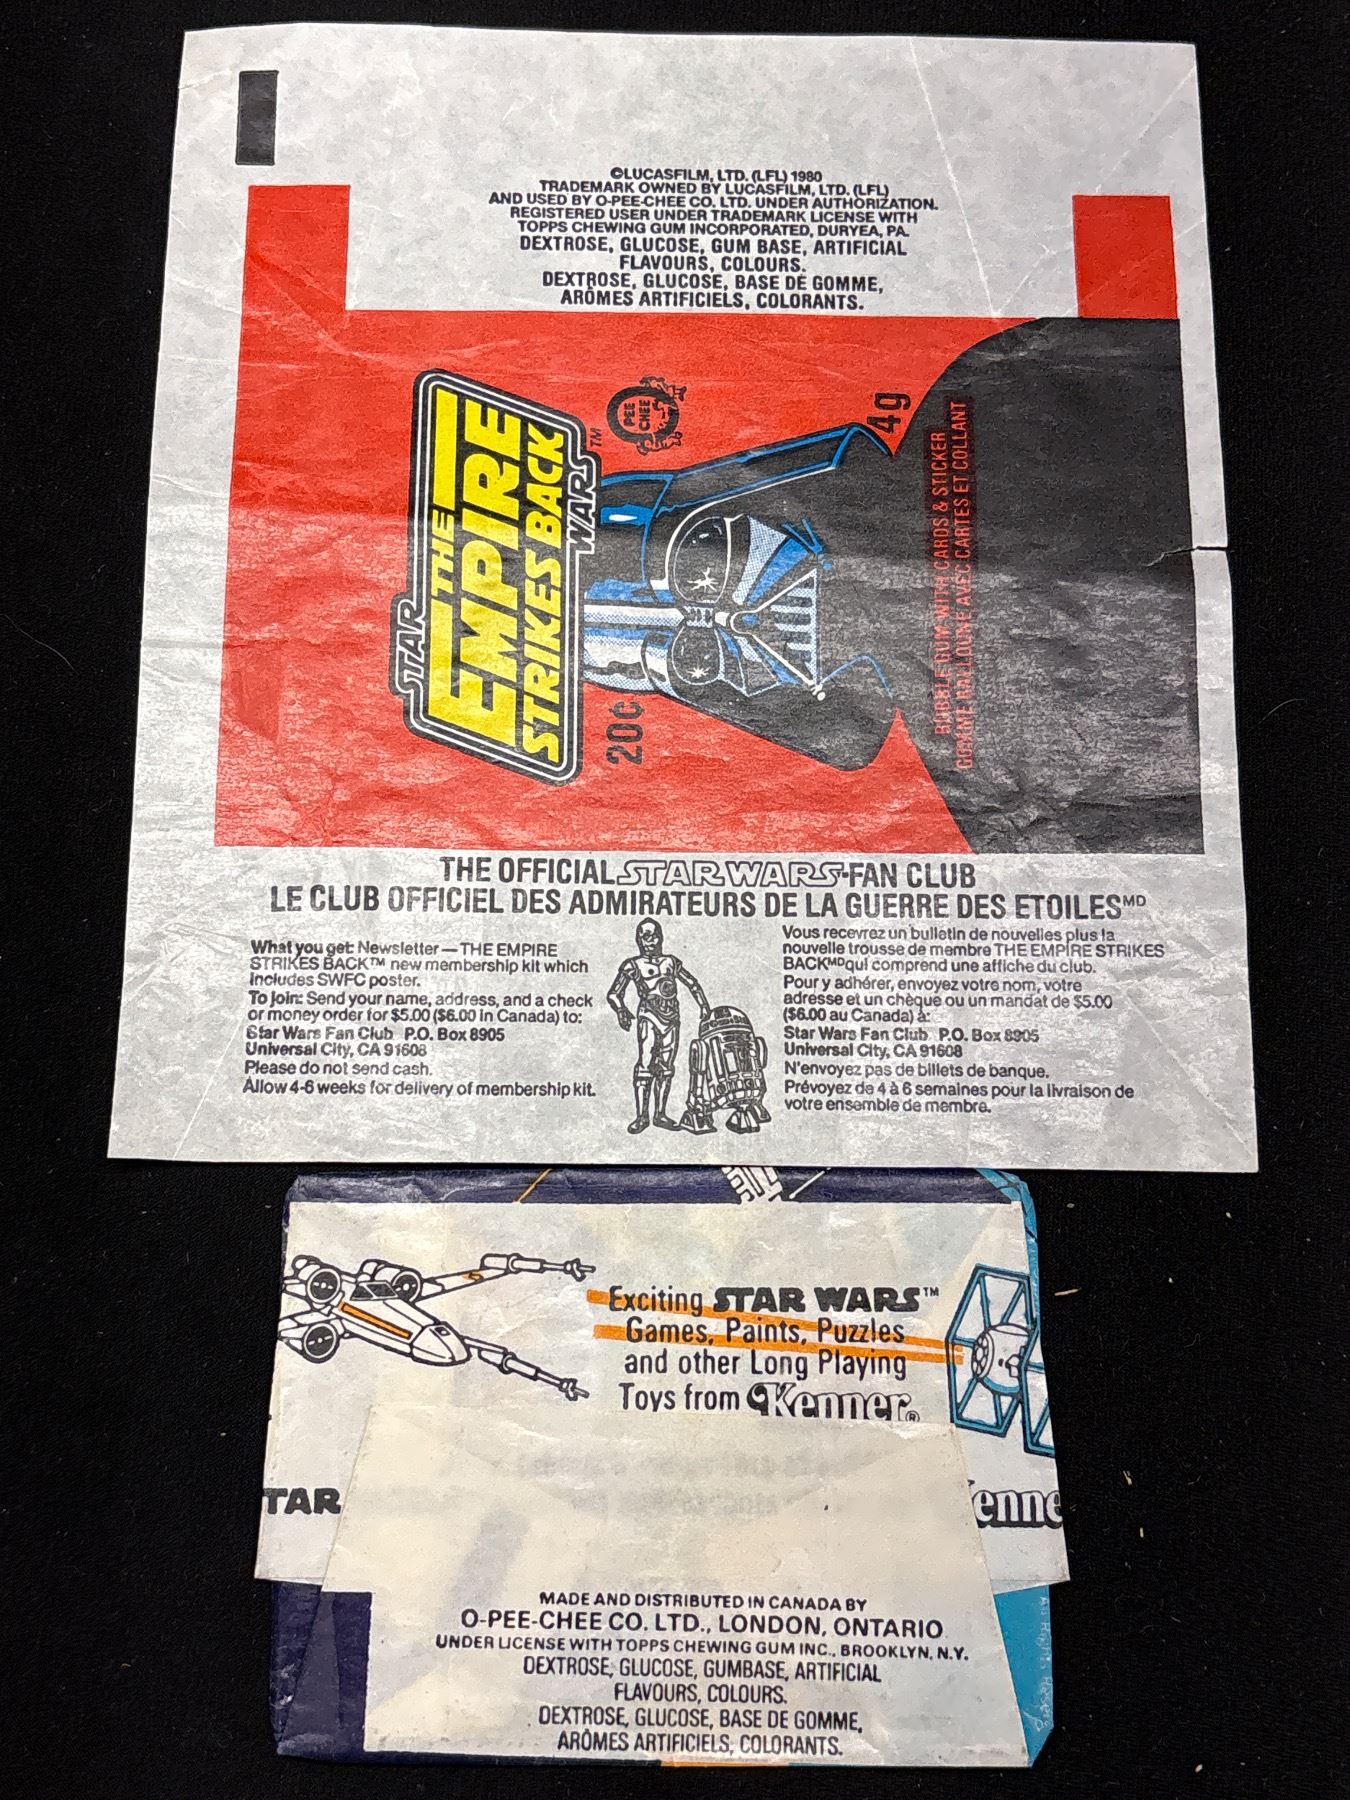 ©LUCASFILM, LTD. (LFL) 1980
TRADEMARK OWNED BY LUCASFILM, LTD. (LFL)
AND USED BY O-PEE-CHEE CO. LTD. UNDER AUTHORIZATION.
REGISTERED USER UNDER TRADEMARK LICENSE WITH
TOPPS CHEWING GUM INCORPORATED, DURYEA, PA.
DEXTROSE, GLUCOSE, GUM BASE, ARTIFICIAL
FLAVOURS, COLOURS.
DEXTROSE, GLUCOSE, BASE DE GOMME,
ARÔMES ARTIFICIELS, COLORANTS.
STAR
THE
EMPIRE
STRIKES BACK
WARS™
PEE
CHEE
20¢
4g
BUBBLE GUM WITH CARDS & STICKER
GOMME BALLOUNE AVEC CARTES ET COLLANT
THE OFFICIAL STAR WARS FAN CLUB
LE CLUB OFFICIEL DES ADMIRATEURS DE LA GUERRE DES ETOILESMD
What you get: Newsletter—THE EMPIRE
STRIKES BACK™ new membership kit which
includes SWFC poster.
To join: Send your name, address, and a check
or money order for $5.00 ($6.00 in Canada) to:
Star Wars Fan Club P.O. Box 8905
Universal City, CA 91608
Please do not send cash.
Allow 4-6 weeks for delivery of membership kit.
Vous recevrez un bulletin de nouvelles plus la
nouvelle trousse de membre THE EMPIRE STRIKES
BACKMD qui comprend une affiche du club.
Pour y adhérer, envoyez votre nom, votre
adresse et un chèque ou un mandat de $5.00
($6.00 au Canada) à:
Star Wars Fan Club P.O. Box 8905
Universal City, CA 91608
N'envoyez pas de billets de banque.
Prévoyez de 4 à 6 semaines pour la livraison de
votre ensemble de membre.
Exciting STAR WARS™
Games, Paints, Puzzles
and other Long Playing
Toys from Kenner®
TAR
enne
MADE AND DISTRIBUTED IN CANADA BY
O-PEE-CHEE CO. LTD., LONDON, ONTARIO
UNDER LICENSE WITH TOPPS CHEWING GUM INC., BROOKLYN, N.Y.
DEXTROSE, GLUCOSE, GUMBASE, ARTIFICIAL
FLAVOURS, COLOURS.
DEXTROSE, GLUCOSE, BASE DE GOMME,
ARÔMES ARTIFICIELS, COLORANTS.
All Rights Reserv